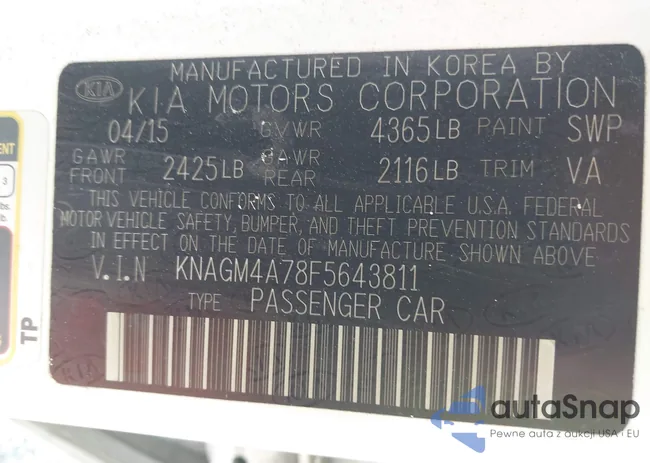 MANUFACTURED IN KOREA BY
KIA KIA MOTORS CORPORATION
04/15 GVWR 4365LB PAINT SWP
GAWR FRONT 2425LB GAWR REAR 2116LB TRIM VA
THIS VEHICLE CONFORMS TO ALL APPLICABLE U.S.A. FEDERAL
MOTOR VEHICLE SAFETY, BUMPER, AND THEFT PREVENTION STANDARDS
IN EFFECT ON THE DATE OF MANUFACTURE SHOWN ABOVE
V.I.N KNAGM4A78F5643811
TYPE PASSENGER CAR
TP
3
autaSnap
Pewne auta z aukcji USA i EU